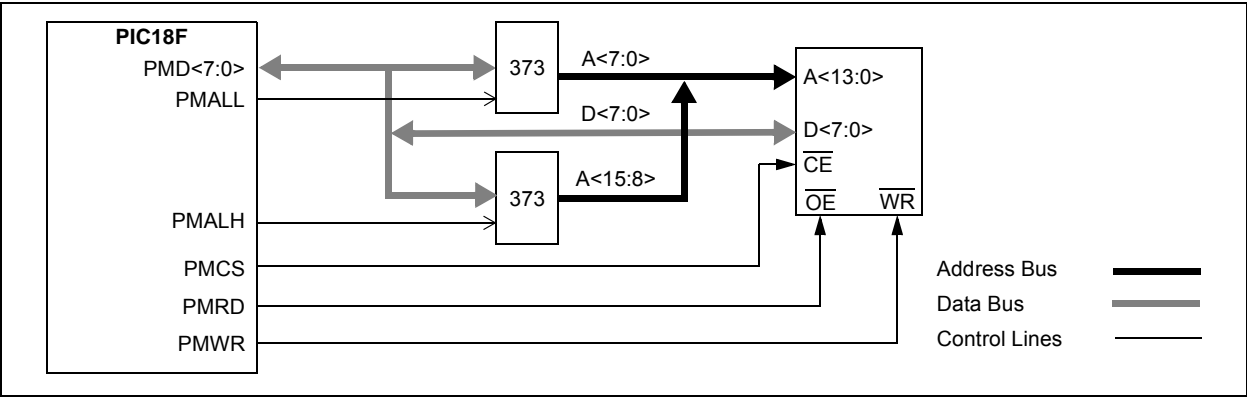 PIC18F
PMD<7:0>
PMALL
PMALH
PMCS
PMRD
PMWR
373
A<7:0>
D<7:0>
373
A<15:8>
A<13:0>
D<7:0>
CE
OE WR
Address Bus
Data Bus
Control Lines